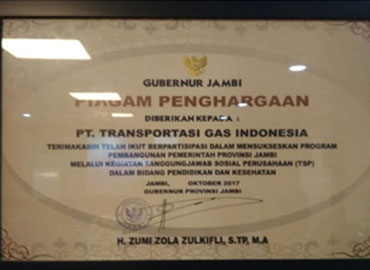 GUBERNUR JAMBI
PIAGAM PENGHARGAAN
DIBERIKAN KEPADA :
PT. TRANSPORTASI GAS INDONESIA
TERIMAKASIH TELAH IKUT BERPARTISIPASI DALAM MENSUKSESKAN PROGRAM
PEMBANGUNAN PEMERINTAH PROVINSI JAMBI
MELALUI KEGIATAN TANGGUNGJAWAB SOSIAL PERUSAHAAN (TSP)
DALAM BIDANG PENDIDIKAN DAN KESEHATAN
JAMBI, OKTOBER 2017
GUBERNUR PROVINSI JAMBI
H. ZUMI ZOLA ZULKIFLI, S.TP, M.A